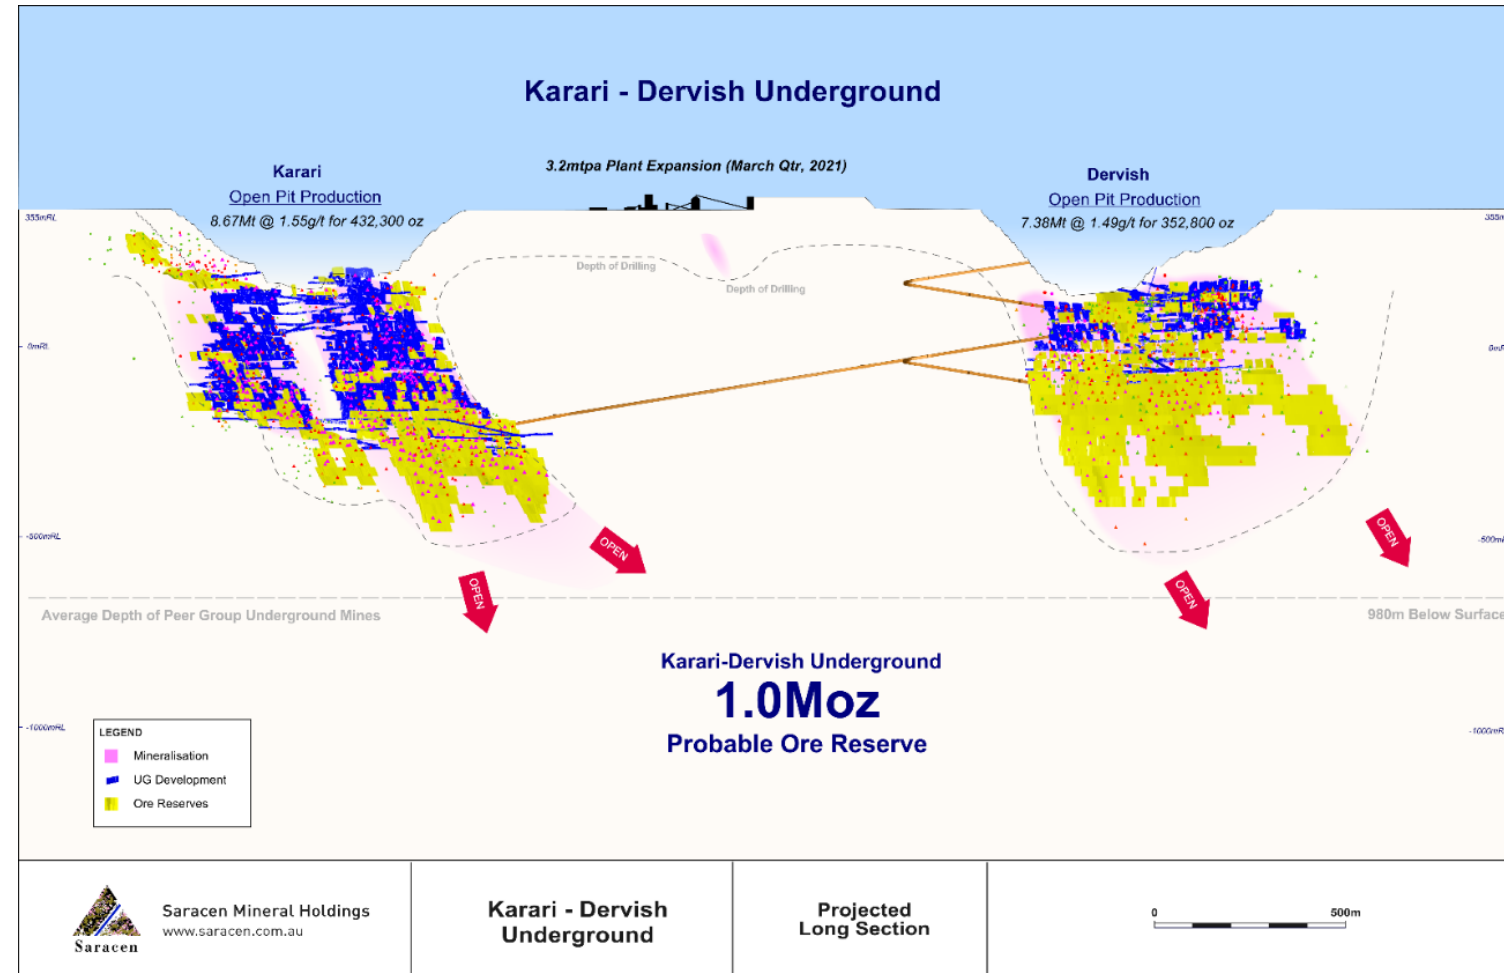 Karari - Dervish Underground
3.2mtpa Plant Expansion (March Qtr, 2021)
Karari
Open Pit Production
8.67Mt @ 1.55g/t for 432,300 oz
Dervish
Open Pit Production
7.38Mt @ 1.49g/t for 352,800 oz
355mRL
355m
Depth of Drilling
Depth of Drilling
0mRL
0mR
-500mRL
-500mR
OPEN
OPEN
OPEN
OPEN
Average Depth of Peer Group Underground Mines
980m Below Surface
Karari-Dervish Underground
1.0Moz
Probable Ore Reserve
-1000mRL
-1000mR
LEGEND
Mineralisation
UG Development
Ore Reserves
Saracen
Saracen Mineral Holdings
www.saracen.com.au
Karari - Dervish
Underground
Projected
Long Section
0 500m